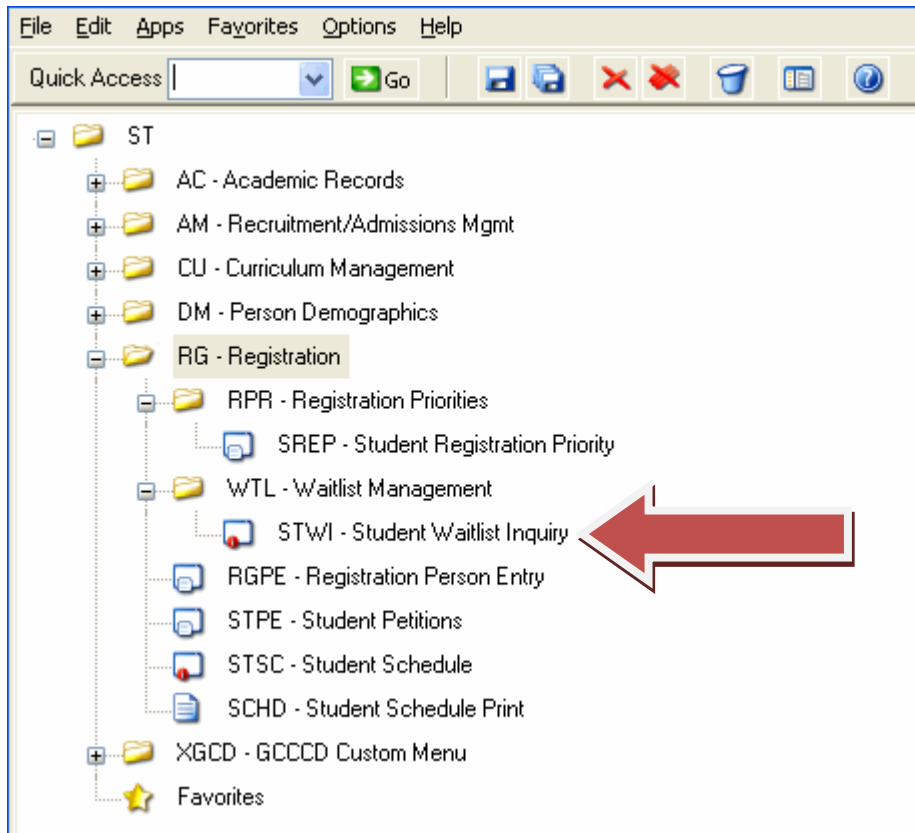 File Edit Apps Favorites Options Help
Quick Access Go
ST
AC - Academic Records
AM - Recruitment/Admissions Mgmt
CU - Curriculum Management
DM - Person Demographics
RG - Registration
RPR - Registration Priorities
SREP - Student Registration Priority
WTL - Waitlist Management
STWI - Student Waitlist Inquiry
RGPE - Registration Person Entry
STPE - Student Petitions
STSC - Student Schedule
SCHD - Student Schedule Print
XGCD - GCCCD Custom Menu
Favorites